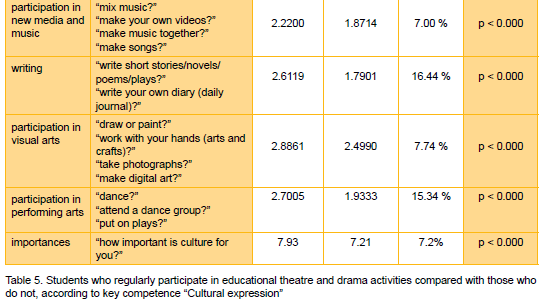 participation in new media and music
“mix music?”
“make your own videos?”
“make music together?”
“make songs?”
2.2200
1.8714
7.00 %
p < 0.000
writing
“write short stories/novels/
poems/plays?”
“write your own diary (daily
journal)?”
2.6119
1.7901
16.44 %
p < 0.000
participation in
visual arts
“draw or paint?”
“work with your hands (arts and
crafts)?”
“take photographs?”
“make digital art?”
2.8861
2.4990
7.74 %
p < 0.000
participation in
performing arts
“dance?”
“attend a dance group?”
“put on plays?”
2.7005
1.9333
15.34 %
p < 0.000
importances
“how important is culture for
you?”
7.93
7.21
7.2%
p < 0.000
Table 5. Students who regularly participate in educational theatre and drama activities compared with those who
do not, according to key competence “Cultural expression”